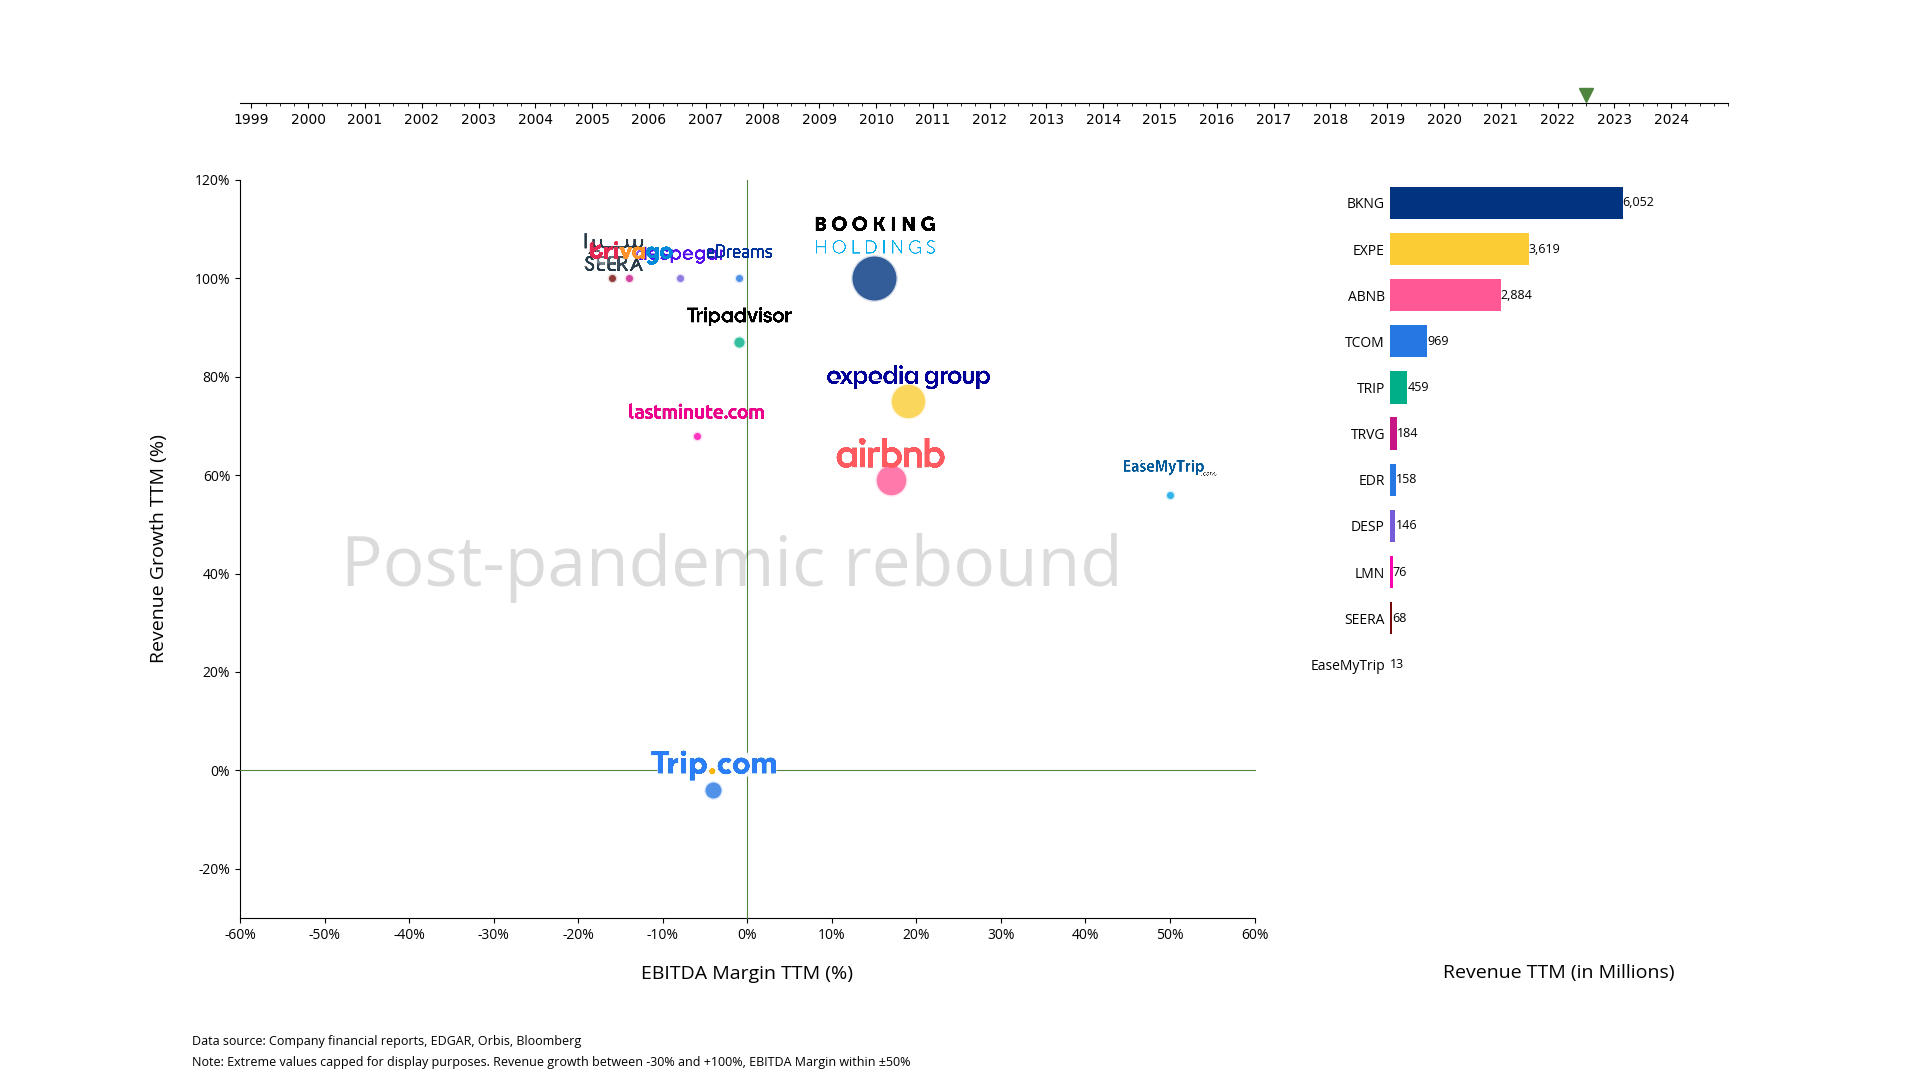 1999 2000 2001 2002 2003 2004 2005 2006 2007 2008 2009 2010 2011 2012 2013 2014 2015 2016 2017 2018 2019 2020 2021 2022 2023 2024
Revenue Growth TTM (%)
120%
100%
80%
60%
40%
20%
0%
-20%
BOOKING
HOLDINGS
SEERA
trivago
eDreams
Tripadvisor
expedia group
lastminute.com
airbnb
EaseMyTrip.com
Post-pandemic rebound
Trip.com
-60% -50% -40% -30% -20% -10% 0% 10% 20% 30% 40% 50% 60%
EBITDA Margin TTM (%)
BKNG 6,052
EXPE 3,619
ABNB 2,884
TCOM 969
TRIP 459
TRVG 184
EDR 158
DESP 146
LMN 76
SEERA 68
EaseMyTrip 13
Revenue TTM (in Millions)
Data source: Company financial reports, EDGAR, Orbis, Bloomberg
Note: Extreme values capped for display purposes. Revenue growth between -30% and +100%, EBITDA Margin within ±50%